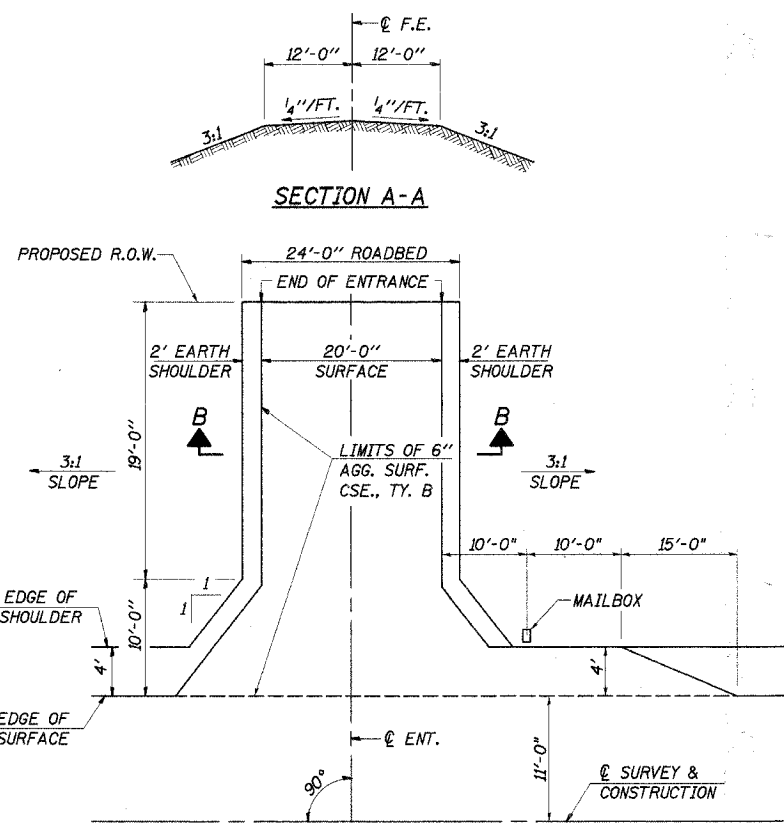 ℄ F.E.
12'-0" 12'-0"
1/4"/FT. 1/4"/FT.
3:1 3:1
SECTION A-A
PROPOSED R.O.W.
24'-0" ROADBED
END OF ENTRANCE
2' EARTH
SHOULDER
20'-0"
SURFACE
2' EARTH
SHOULDER
B B
19'-0"
LIMITS OF 6"
AGG. SURF.
CSE., TY. B
3:1
SLOPE
3:1
SLOPE
10'-0" 10'-0" 15'-0"
1
1
EDGE OF
SHOULDER
10'-0"
MAILBOX
4' 4'
EDGE OF
SURFACE
℄ ENT.
11'-0"
90°
℄ SURVEY &
CONSTRUCTION